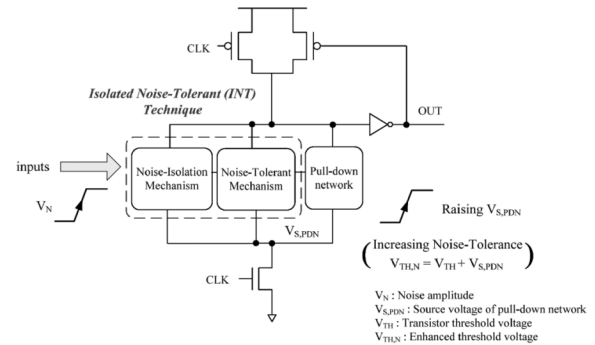 CLK
Isolated Noise-Tolerant (INT)
Technique
OUT
inputs
Noise-Isolation
Mechanism
Noise-Tolerant
Mechanism
Pull-down
network
V_N
V_S,PDN
Raising V_S,PDN
(Increasing Noise-Tolerance
V_TH,N = V_TH + V_S,PDN)
CLK
V_N : Noise amplitude
V_S,PDN : Source voltage of pull-down network
V_TH : Transistor threshold voltage
V_TH,N : Enhanced threshold voltage